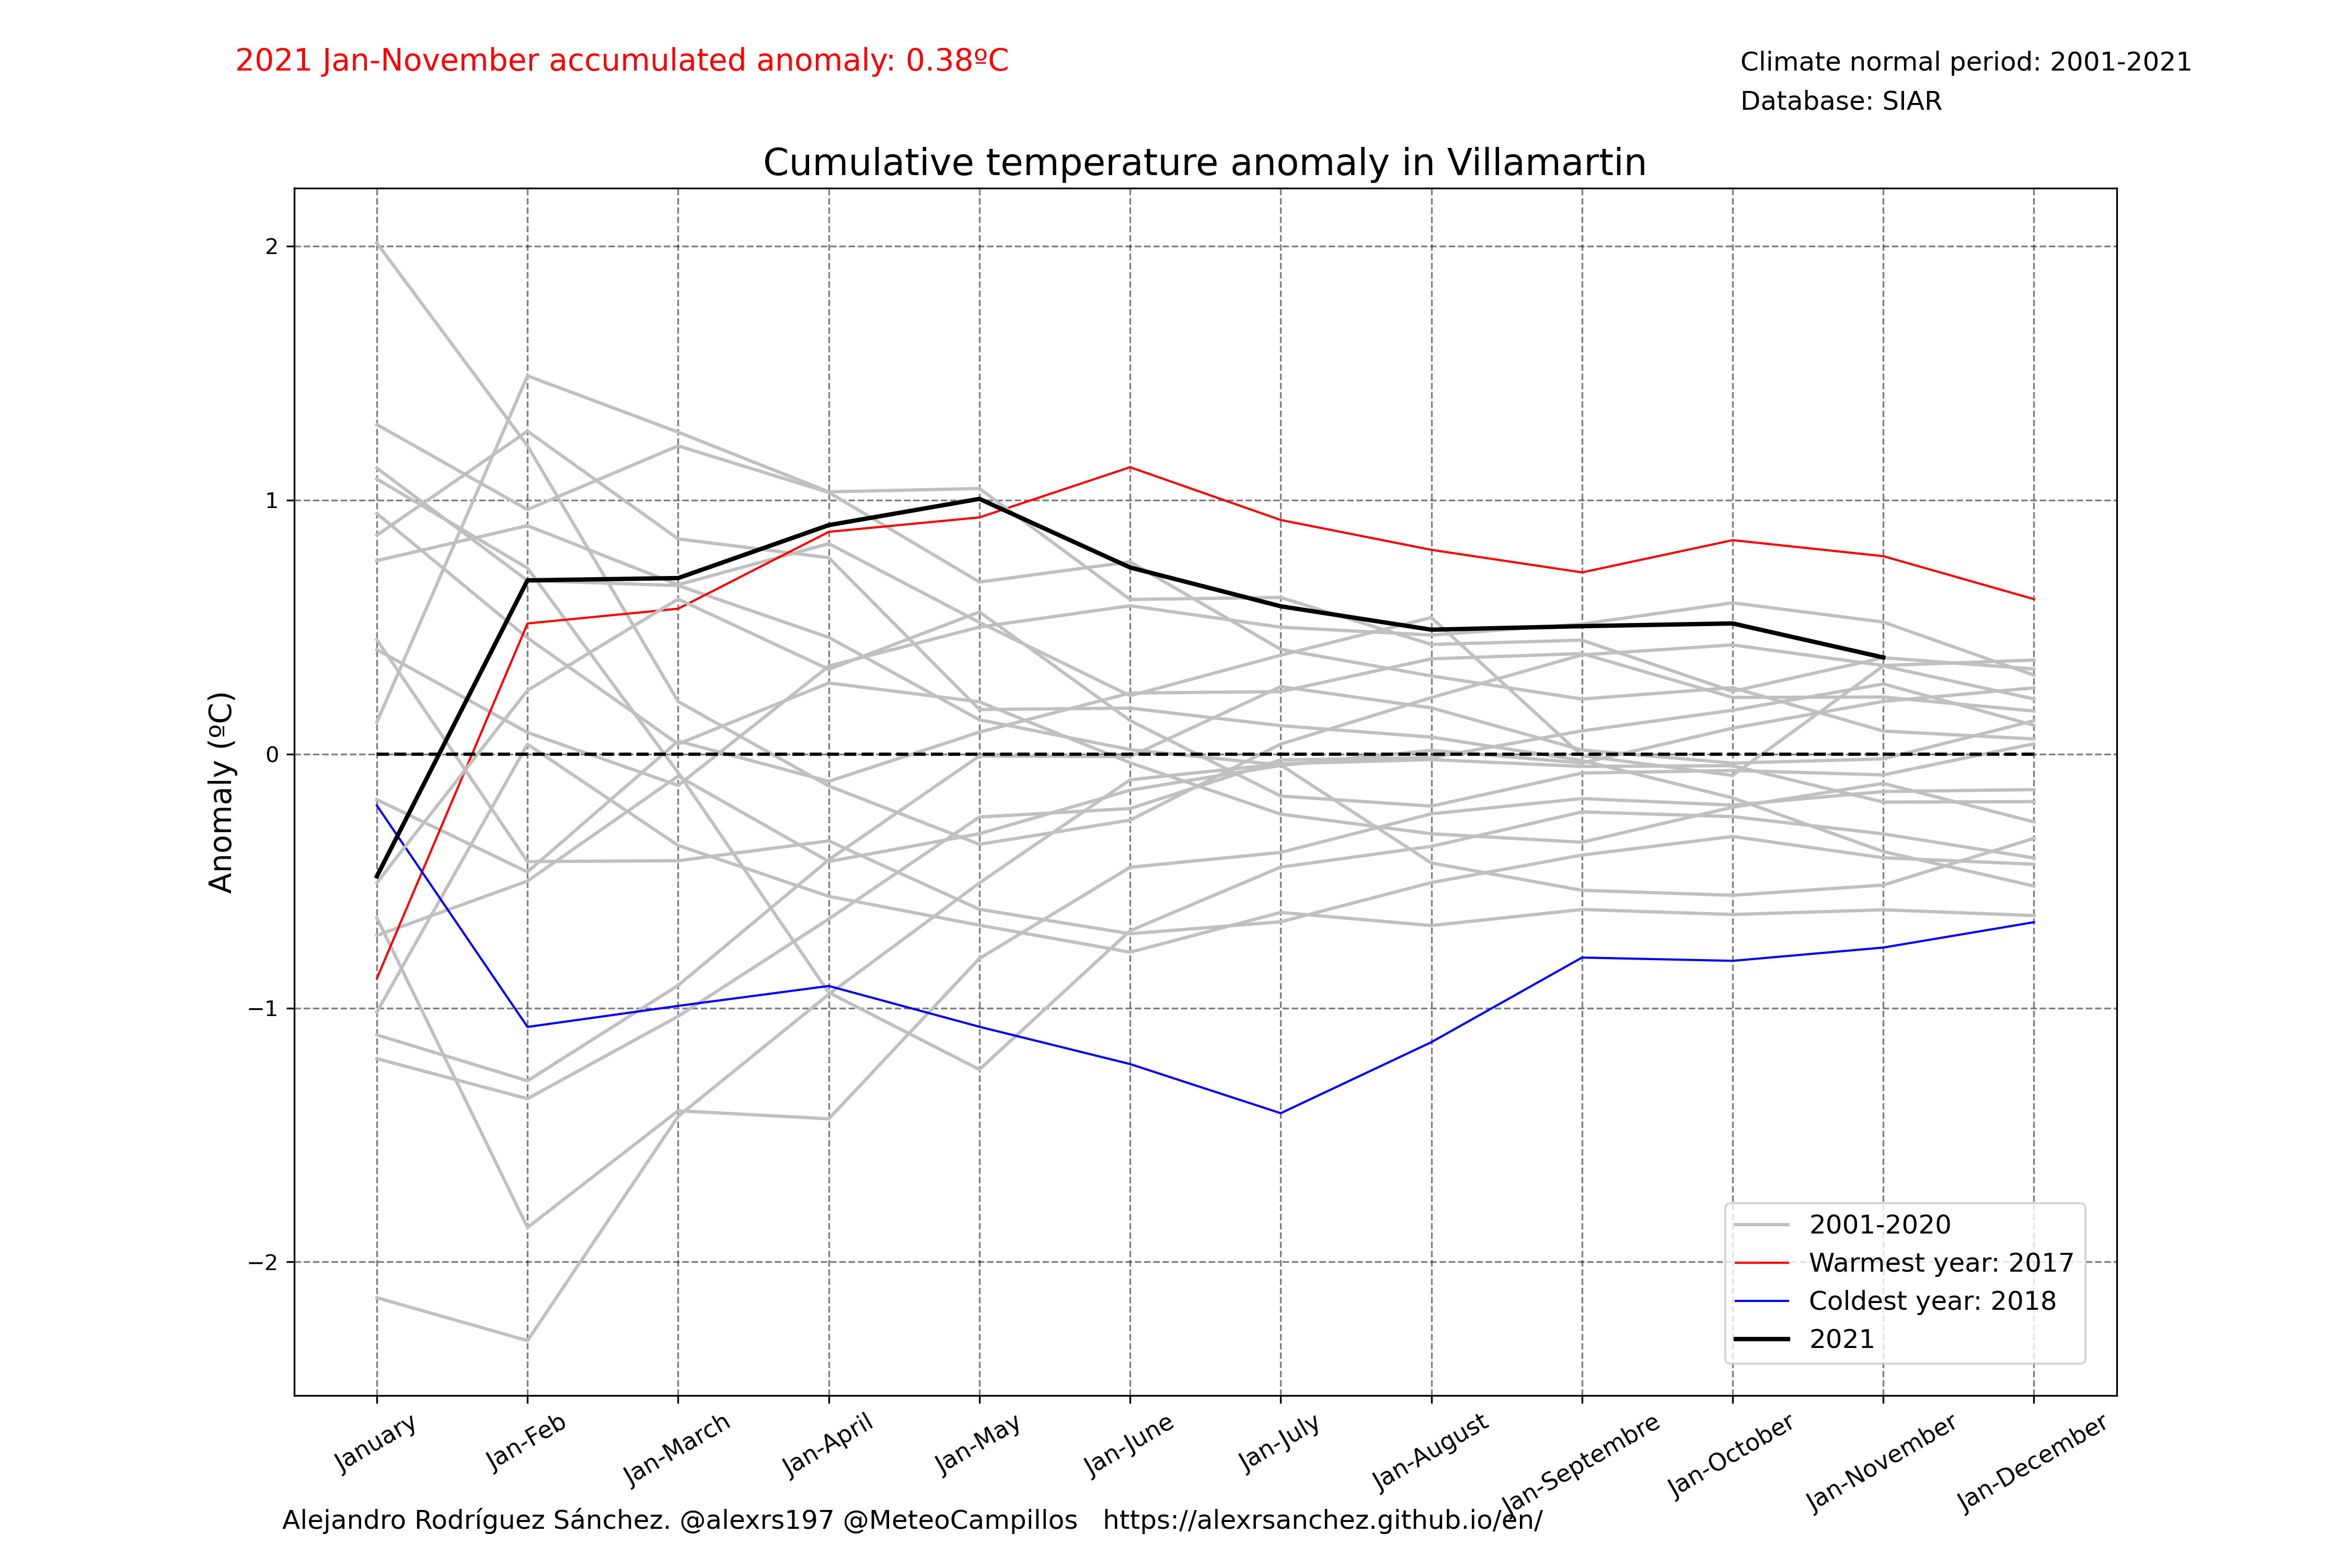 2021 Jan-November accumulated anomaly: 0.38ºC
Climate normal period: 2001-2021
Database: SIAR
Cumulative temperature anomaly in Villamartin
Anomaly (ºC)
2
1
0
−1
−2
2001-2020
Warmest year: 2017
Coldest year: 2018
2021
January
Jan-Feb
Jan-March
Jan-April
Jan-May
Jan-June
Jan-July
Jan-August
Jan-Septembre
Jan-October
Jan-November
Jan-December
Alejandro Rodríguez Sánchez. @alexrs197 @MeteoCampillos   https://alexrsanchez.github.io/en/